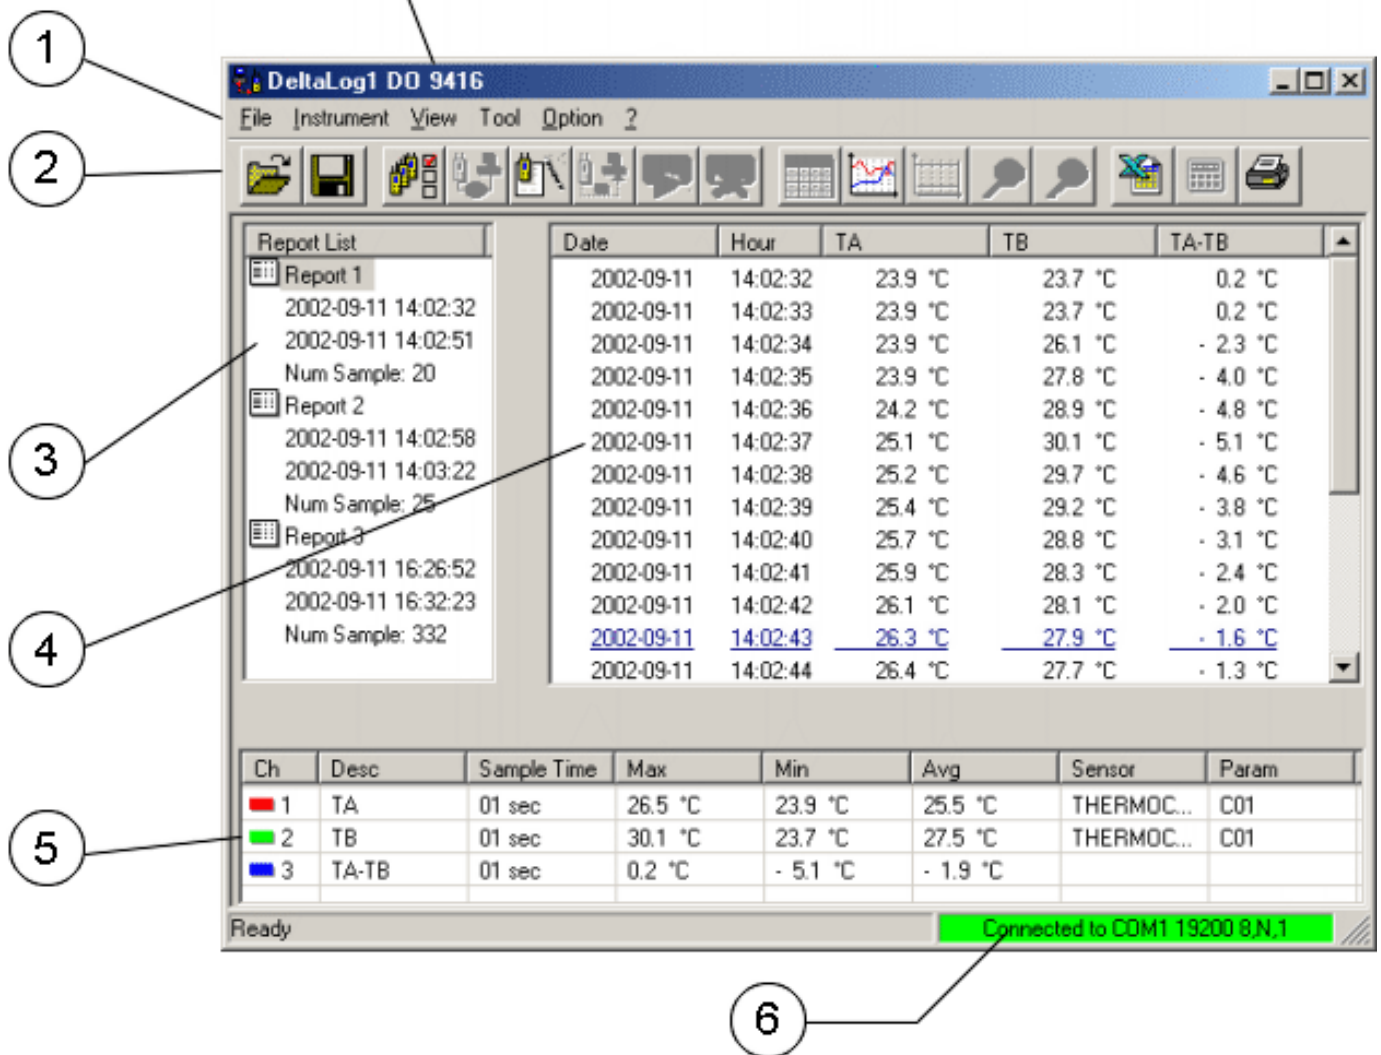 1
DeltaLog1 DO 9416
File Instrument View Tool Option ?
2
Report List
Report 1
2002-09-11 14:02:32
2002-09-11 14:02:51
Num Sample: 20
Report 2
2002-09-11 14:02:58
2002-09-11 14:03:22
Num Sample: 25
Report 3
2002-09-11 16:26:52
2002-09-11 16:32:23
Num Sample: 332
3
4
Date Hour TA TB TA-TB
2002-09-11 14:02:32 23.9 °C 23.7 °C 0.2 °C
2002-09-11 14:02:33 23.9 °C 23.7 °C 0.2 °C
2002-09-11 14:02:34 23.9 °C 26.1 °C - 2.3 °C
2002-09-11 14:02:35 23.9 °C 27.8 °C - 4.0 °C
2002-09-11 14:02:36 24.2 °C 28.9 °C - 4.8 °C
2002-09-11 14:02:37 25.1 °C 30.1 °C - 5.1 °C
2002-09-11 14:02:38 25.2 °C 29.7 °C - 4.6 °C
2002-09-11 14:02:39 25.4 °C 29.2 °C - 3.8 °C
2002-09-11 14:02:40 25.7 °C 28.8 °C - 3.1 °C
2002-09-11 14:02:41 25.9 °C 28.3 °C - 2.4 °C
2002-09-11 14:02:42 26.1 °C 28.1 °C - 2.0 °C
2002-09-11 14:02:43 26.3 °C 27.9 °C - 1.6 °C
2002-09-11 14:02:44 26.4 °C 27.7 °C - 1.3 °C
Ch Desc Sample Time Max Min Avg Sensor Param
1 TA 01 sec 26.5 °C 23.9 °C 25.5 °C THERMOC... C01
2 TB 01 sec 30.1 °C 23.7 °C 27.5 °C THERMOC... C01
3 TA-TB 01 sec 0.2 °C - 5.1 °C - 1.9 °C
5
Ready Connected to COM1 19200 8,N,1
6